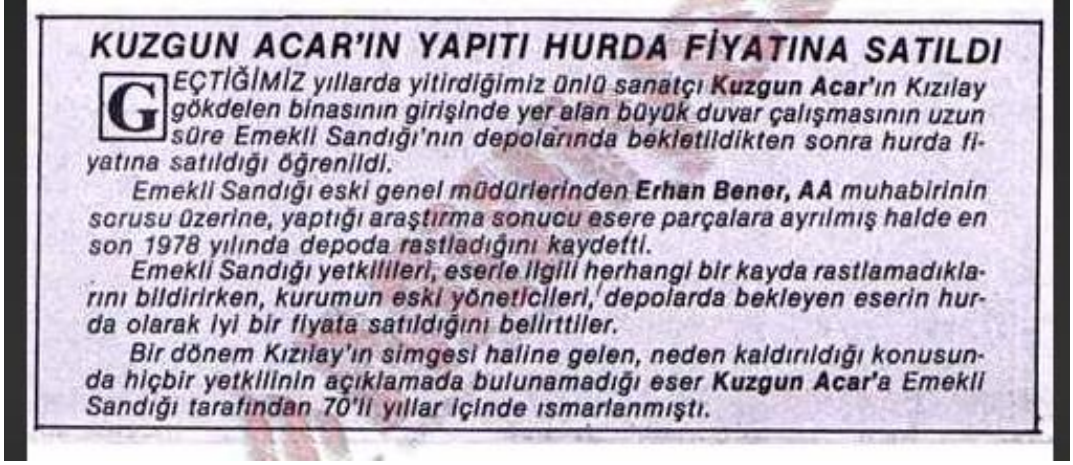 KUZGUN ACAR'IN YAPITI HURDA FİYATINA SATILDI
GEÇTİĞİMİZ yıllarda yitirdiğimiz ünlü sanatçı Kuzgun Acar'ın Kızılay
gökdelen binasının girişinde yer alan büyük duvar çalışmasının uzun
süre Emekli Sandığı'nın depolarında bekletildikten sonra hurda fi-
yatına satıldığı öğrenildi.
Emekli Sandığı eski genel müdürlerinden Erhan Bener, AA muhabirinin
sorusu üzerine, yaptığı araştırma sonucu esere parçalara ayrılmış halde en
son 1978 yılında depoda rastladığını kaydetti.
Emekli Sandığı yetkilileri, eserle ilgili herhangi bir kayda rastlamadıkla-
rını bildirirken, kurumun eski yöneticileri, depolarda bekleyen eserin hur-
da olarak iyi bir fiyata satıldığını belirttiler.
Bir dönem Kızılay'ın simgesi haline gelen, neden kaldırıldığı konusun-
da hiçbir yetkilinin açıklamada bulunamadığı eser Kuzgun Acar'a Emekli
Sandığı tarafından 70'li yıllar içinde ısmarlanmıştı.